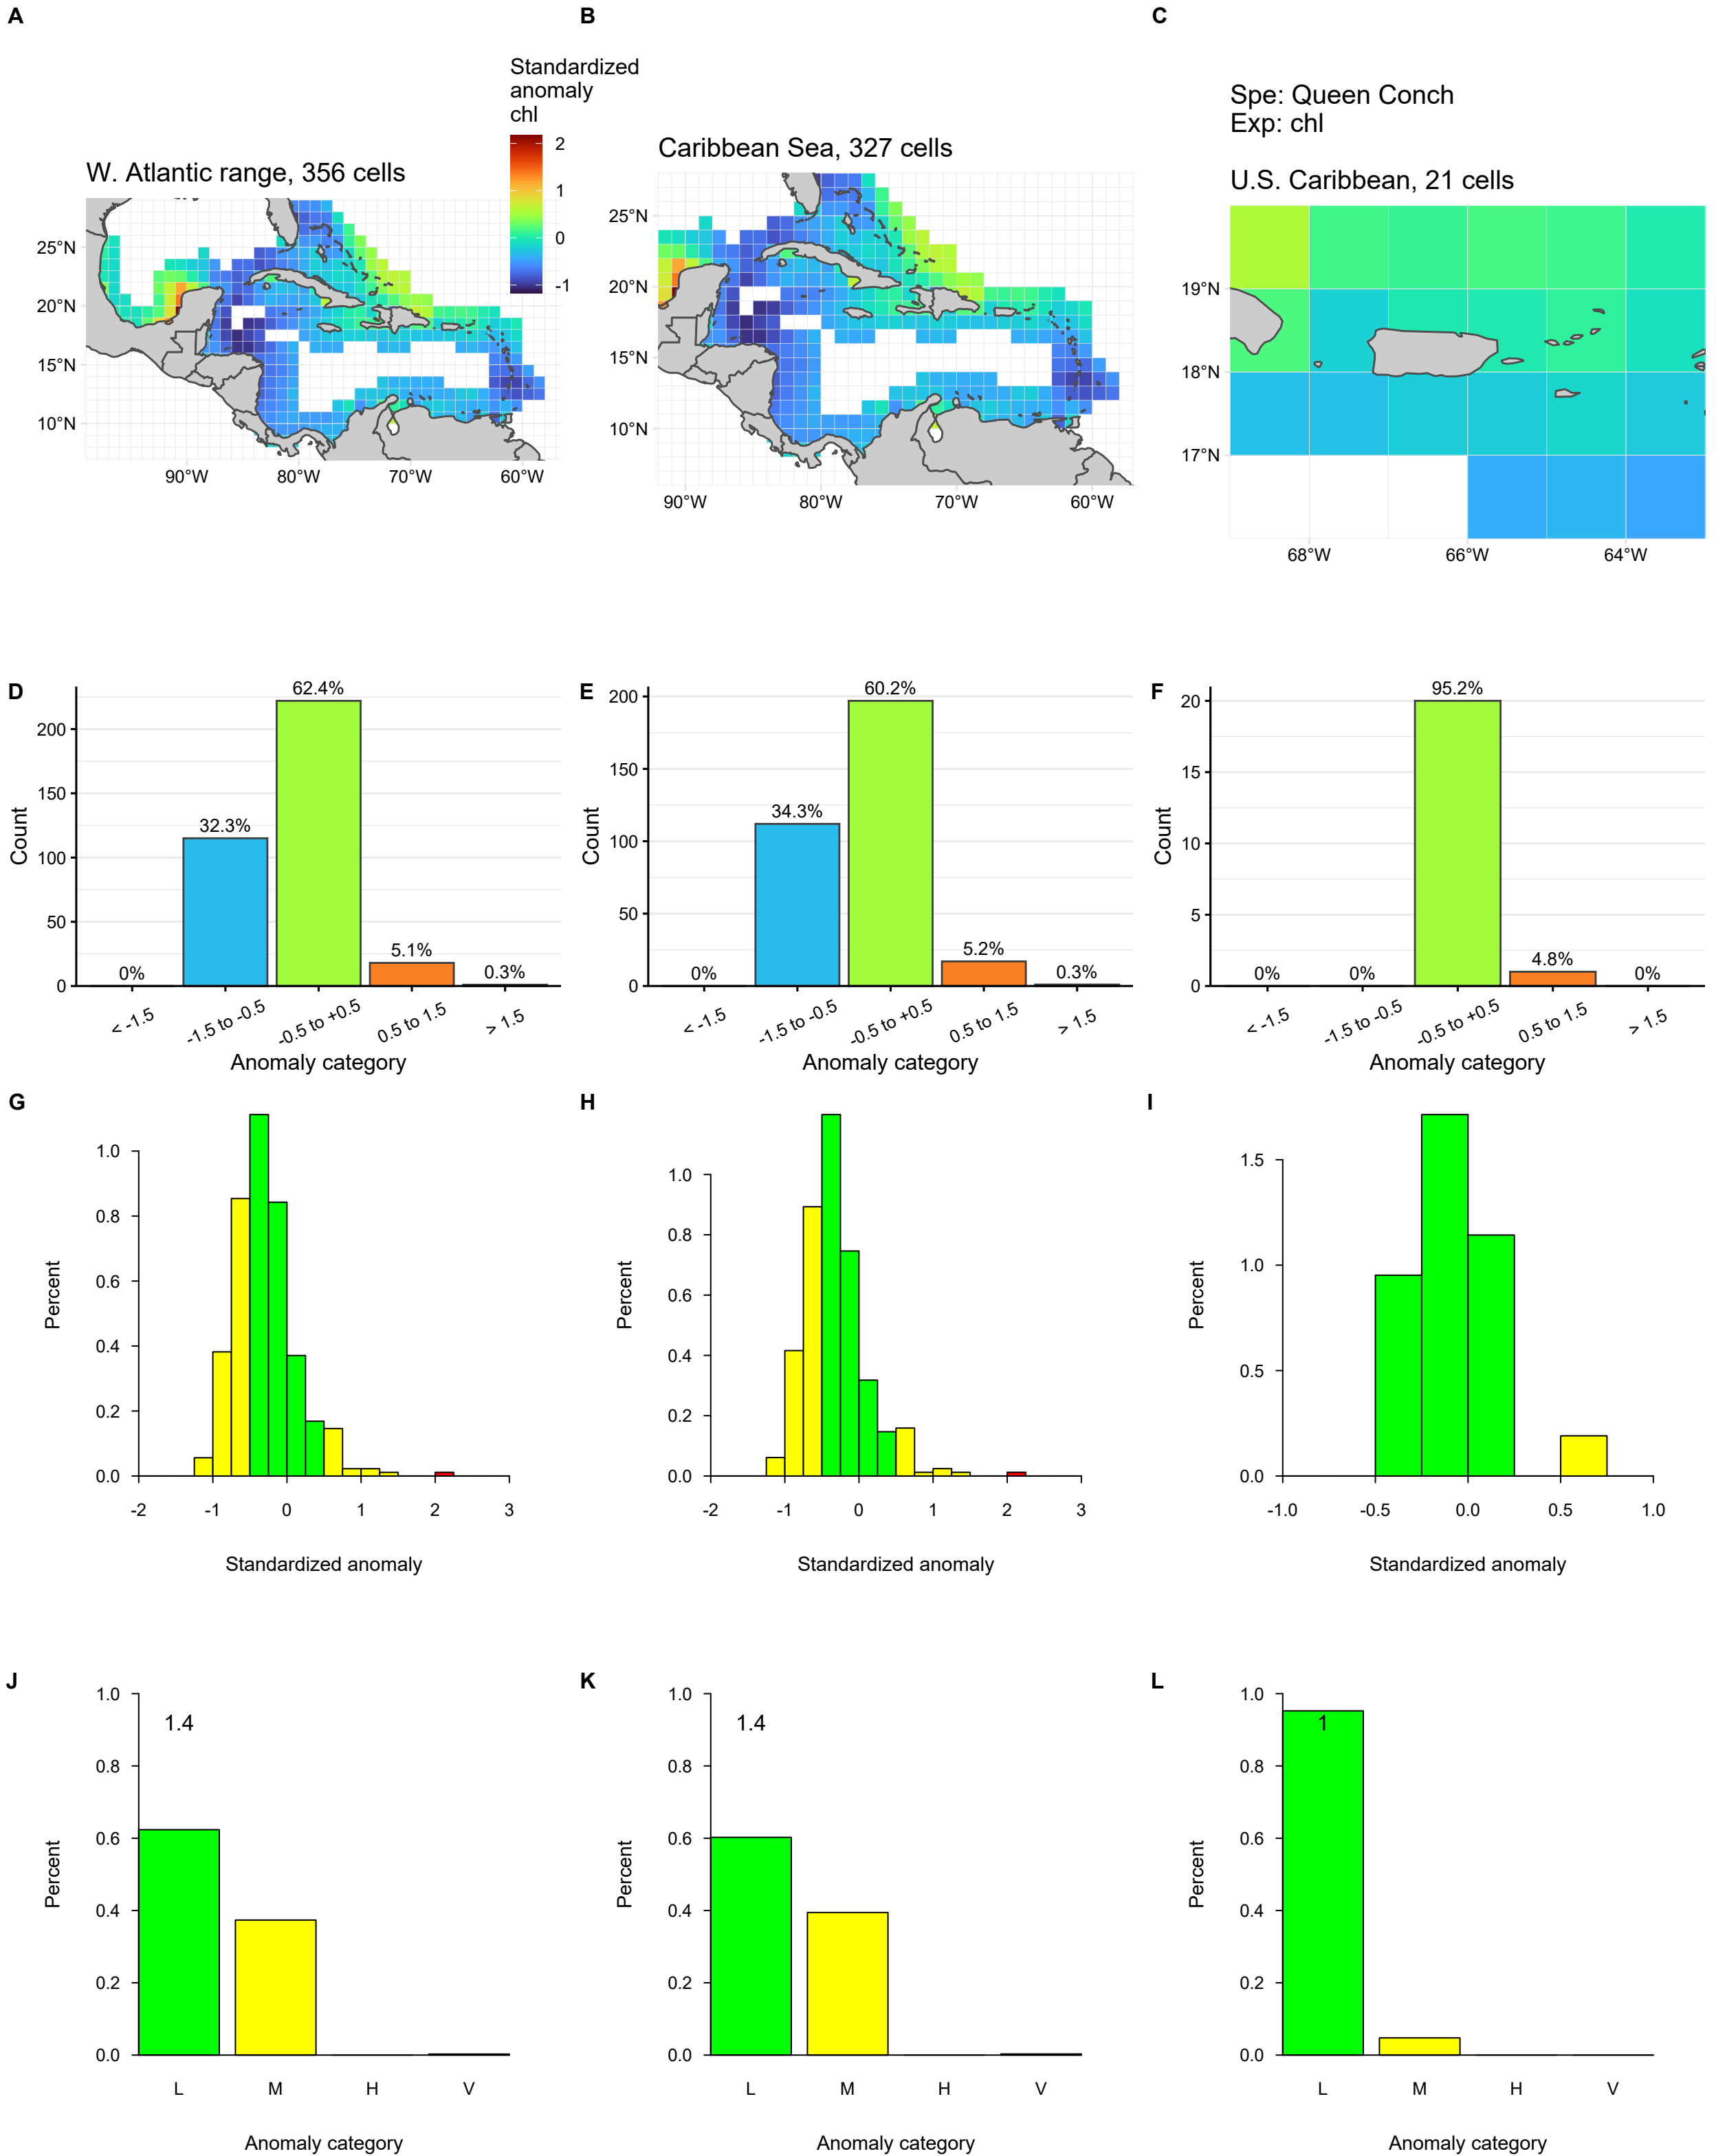 A
B
C
Standardized
anomaly
chl
2
1
0
-1
W. Atlantic range, 356 cells
25°N
20°N
15°N
10°N
90°W
80°W
70°W
60°W
Caribbean Sea, 327 cells
25°N
20°N
15°N
10°N
90°W
80°W
70°W
60°W
Spe: Queen Conch
Exp: chl
U.S. Caribbean, 21 cells
19°N
18°N
17°N
68°W
66°W
64°W
D
Count
200
150
100
50
0
0%
32.3%
62.4%
5.1%
0.3%
< -1.5
-1.5 to -0.5
-0.5 to +0.5
0.5 to 1.5
> 1.5
Anomaly category
E
Count
200
150
100
50
0
0%
34.3%
60.2%
5.2%
0.3%
< -1.5
-1.5 to -0.5
-0.5 to +0.5
0.5 to 1.5
> 1.5
Anomaly category
F
Count
20
15
10
5
0
0%
0%
95.2%
4.8%
0%
< -1.5
-1.5 to -0.5
-0.5 to +0.5
0.5 to 1.5
> 1.5
Anomaly category
G
Percent
1.0
0.8
0.6
0.4
0.2
0.0
-2
-1
0
1
2
3
Standardized anomaly
H
Percent
1.0
0.8
0.6
0.4
0.2
0.0
-2
-1
0
1
2
3
Standardized anomaly
I
Percent
1.5
1.0
0.5
0.0
-1.0
-0.5
0.0
0.5
1.0
Standardized anomaly
J
Percent
1.0
0.8
0.6
0.4
0.2
0.0
1.4
L
M
H
V
Anomaly category
K
Percent
1.0
0.8
0.6
0.4
0.2
0.0
1.4
L
M
H
V
Anomaly category
L
Percent
1.0
0.8
0.6
0.4
0.2
0.0
1
L
M
H
V
Anomaly category